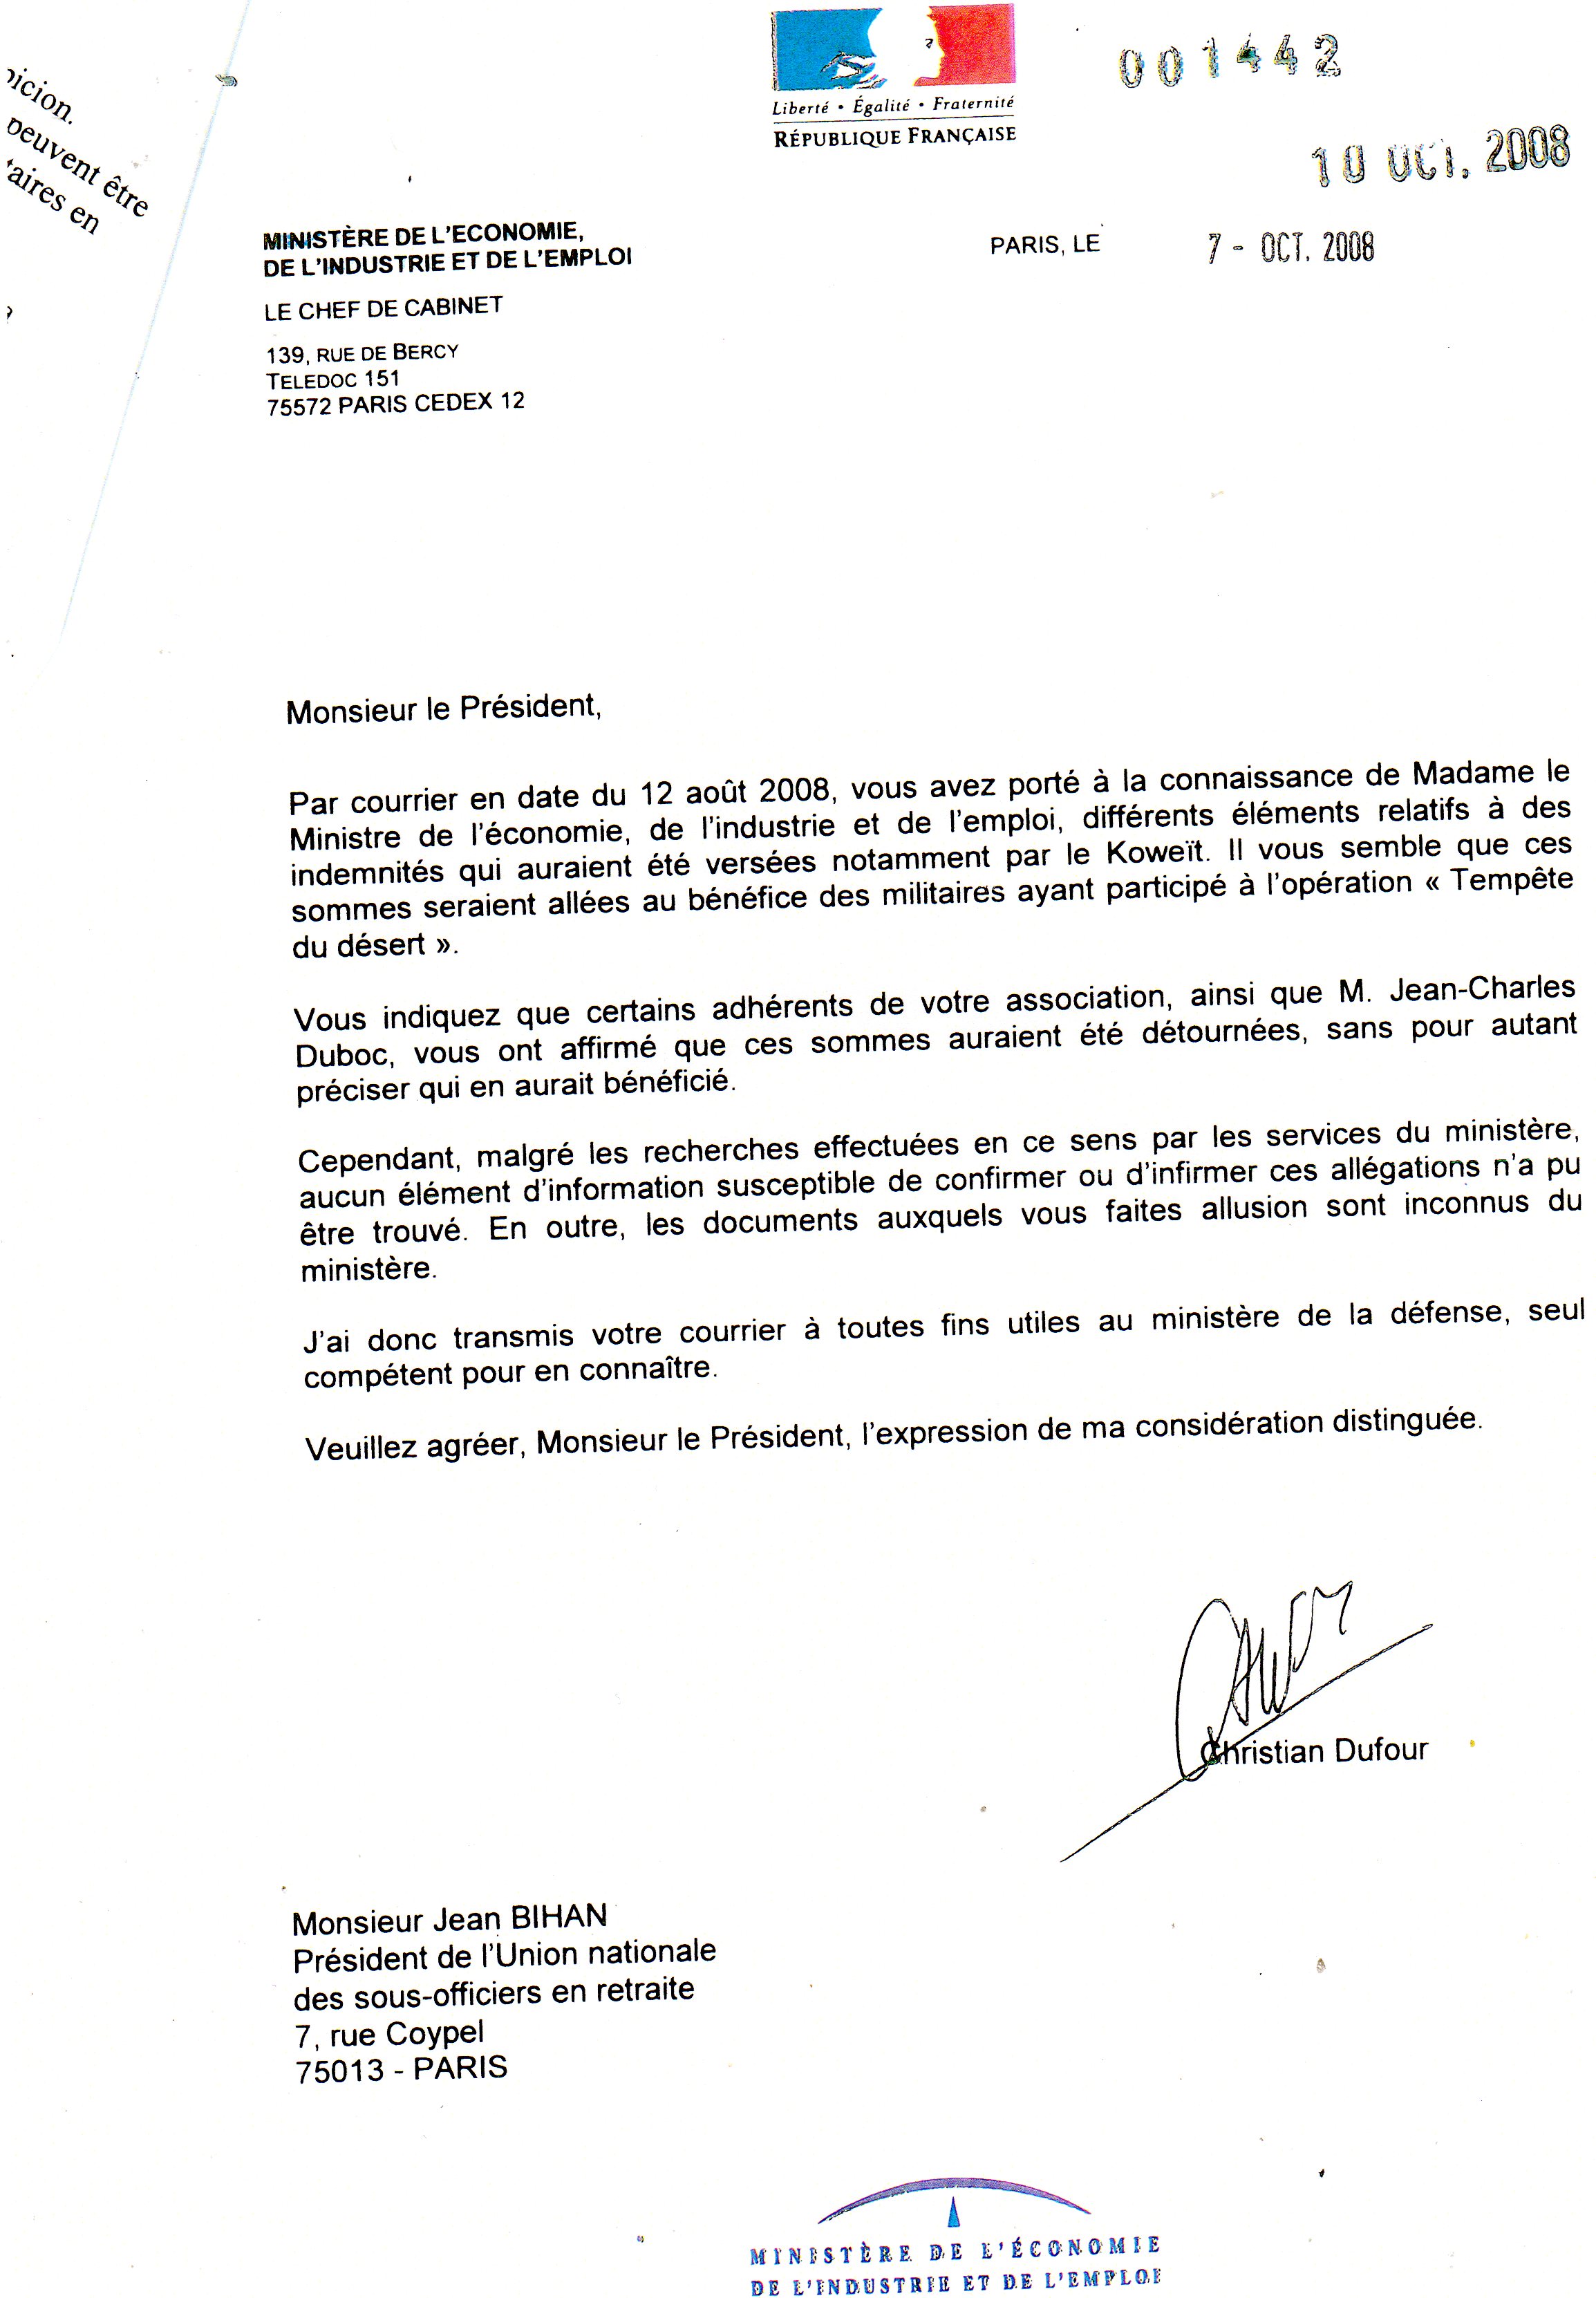 peuvent être
en
Liberté • Égalité • Fraternité
RÉPUBLIQUE FRANÇAISE
001442
10 OCT. 2008
MINISTÈRE DE L'ECONOMIE,
DE L'INDUSTRIE ET DE L'EMPLOI
PARIS, LE
7 - OCT. 2008
LE CHEF DE CABINET
139, RUE DE BERCY
TELEDOC 151
75572 PARIS CEDEX 12
Monsieur le Président,
Par courrier en date du 12 août 2008, vous avez porté à la connaissance de Madame le
Ministre de l'économie, de l'industrie et de l'emploi, différents éléments relatifs à des
indemnités qui auraient été versées notamment par le Koweït. Il vous semble que ces
sommes seraient allées au bénéfice des militaires ayant participé à l'opération « Tempête
du désert ».
Vous indiquez que certains adhérents de votre association, ainsi que M. Jean-Charles
Duboc, vous ont affirmé que ces sommes auraient été détournées, sans pour autant
préciser qui en aurait bénéficié.
Cependant, malgré les recherches effectuées en ce sens par les services du ministère,
aucun élément d'information susceptible de confirmer ou d'infirmer ces allégations n'a pu
être trouvé. En outre, les documents auxquels vous faites allusion sont inconnus du
ministère.
J'ai donc transmis votre courrier à toutes fins utiles au ministère de la défense, seul
compétent pour en connaître.
Veuillez agréer, Monsieur le Président, l'expression de ma considération distinguée.
Christian Dufour
Monsieur Jean BIHAN
Président de l'Union nationale
des sous-officiers en retraite
7, rue Coypel
75013 - PARIS
MINISTÈRE DE L'ÉCONOMIE
DE L'INDUSTRIE ET DE L'EMPLOI